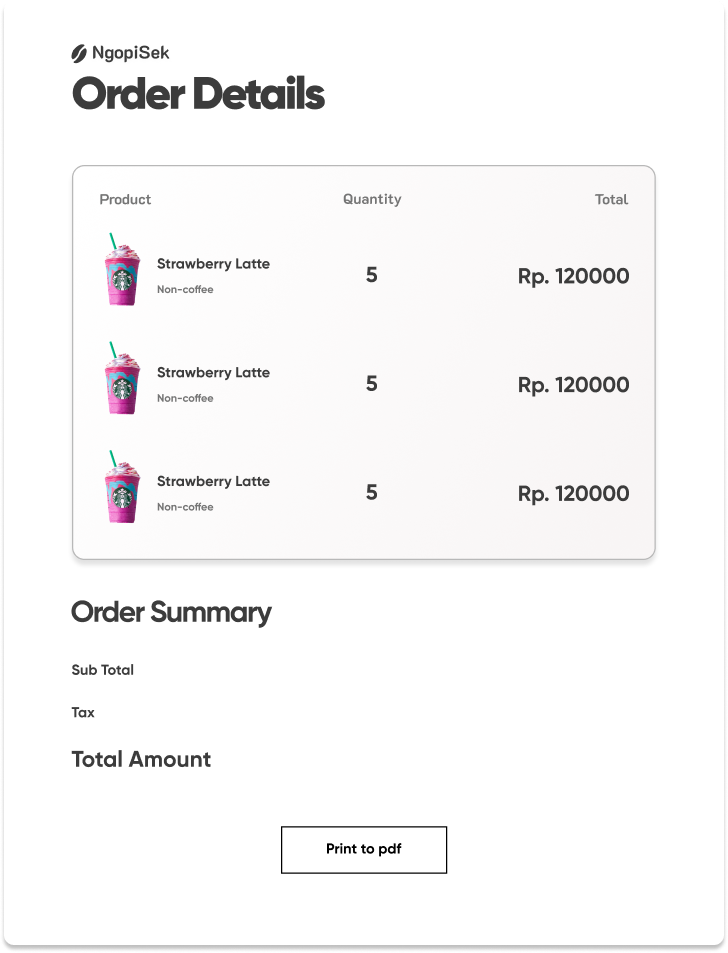 NgopiSek
Order Details
Product Quantity Total
Strawberry Latte
Non-coffee
5
Rp. 120000
Strawberry Latte
Non-coffee
5
Rp. 120000
Strawberry Latte
Non-coffee
5
Rp. 120000
Order Summary
Sub Total
Tax
Total Amount
Print to pdf